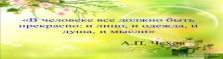 «В человеке все должно быть
прекрасно: и лицо, и одежда, и
душа, и мысли»
А.П. Чехов